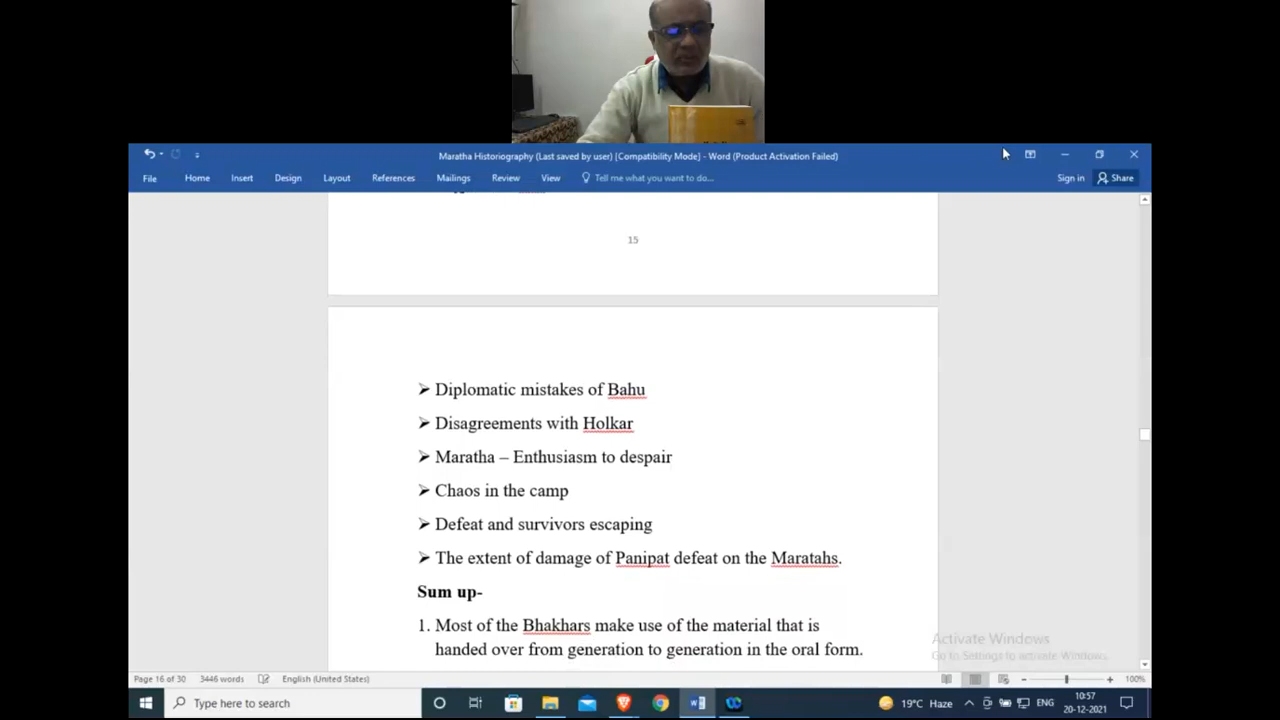 Maratha Historiography (Last saved by user) [Compatibility Mode] - Word (Product Activation Failed)
File Home Insert Design Layout References Mailings Review View Tell me what you want to do... Sign in Share
15
➢ Diplomatic mistakes of Bahu
➢ Disagreements with Holkar
➢ Maratha – Enthusiasm to despair
➢ Chaos in the camp
➢ Defeat and survivors escaping
➢ The extent of damage of Panipat defeat on the Maratahs.
Sum up-
1. Most of the Bhakhars make use of the material that is
handed over from generation to generation in the oral form.
Activate Windows
Go to Settings to activate Windows.
Page 16 of 30 3446 words English (United States) 100%
Type here to search 19°C Haze ENG 10:57
20-12-2021